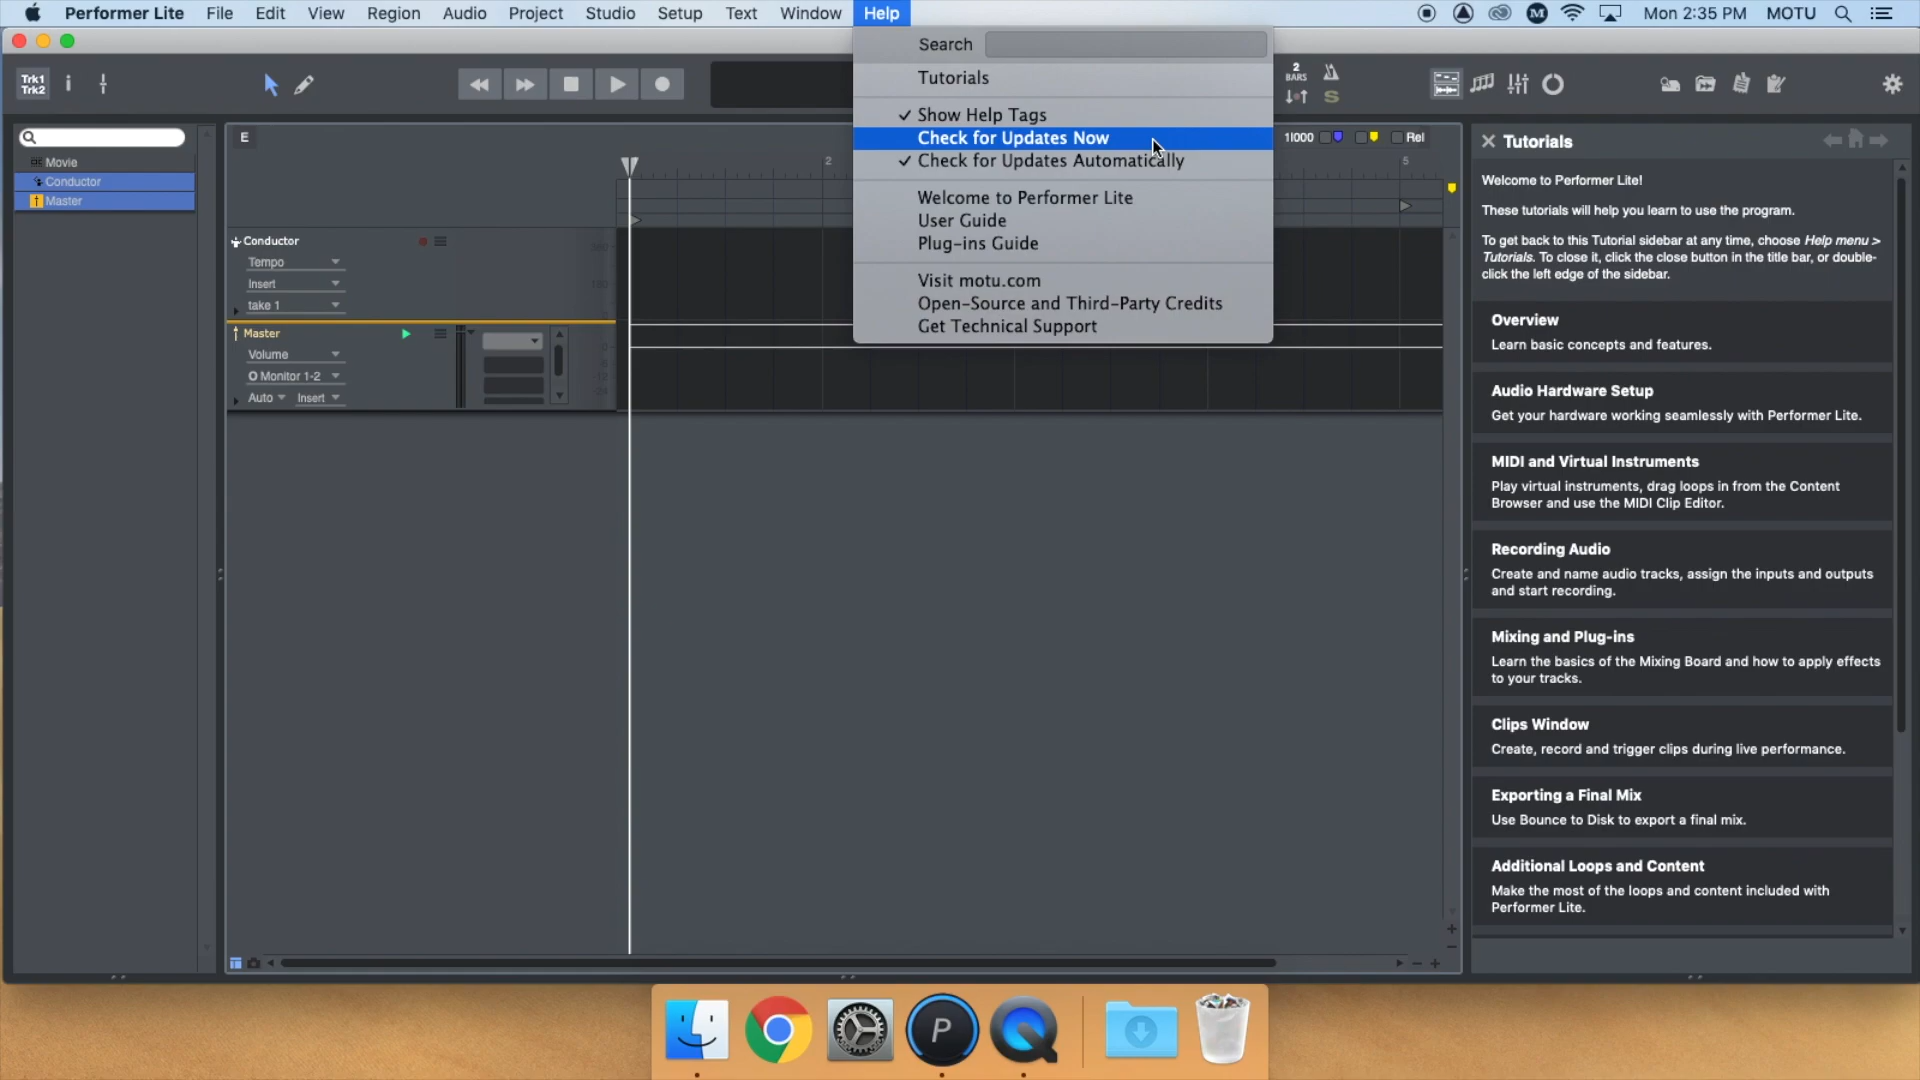 Performer Lite File Edit View Region Audio Project Studio Setup Text Window Help Mon 2:35 PM MOTU
Search
Tutorials
✓ Show Help Tags
Check for Updates Now
✓ Check for Updates Automatically
Welcome to Performer Lite
User Guide
Plug-ins Guide
Visit motu.com
Open-Source and Third-Party Credits
Get Technical Support
Trk1
Trk2
2
BARS
S
Movie
Conductor
Master
E
1|000
Rel
2
5
Conductor
Tempo
Insert
take 1
Master
Volume
Monitor 1-2
Auto Insert
Tutorials
Welcome to Performer Lite!
These tutorials will help you learn to use the program.
To get back to this Tutorial sidebar at any time, choose Help menu >
Tutorials. To close it, click the close button in the title bar, or double-
click the left edge of the sidebar.
Overview
Learn basic concepts and features.
Audio Hardware Setup
Get your hardware working seamlessly with Performer Lite.
MIDI and Virtual Instruments
Play virtual instruments, drag loops in from the Content
Browser and use the MIDI Clip Editor.
Recording Audio
Create and name audio tracks, assign the inputs and outputs
and start recording.
Mixing and Plug-ins
Learn the basics of the Mixing Board and how to apply effects
to your tracks.
Clips Window
Create, record and trigger clips during live performance.
Exporting a Final Mix
Use Bounce to Disk to export a final mix.
Additional Loops and Content
Make the most of the loops and content included with
Performer Lite.
P